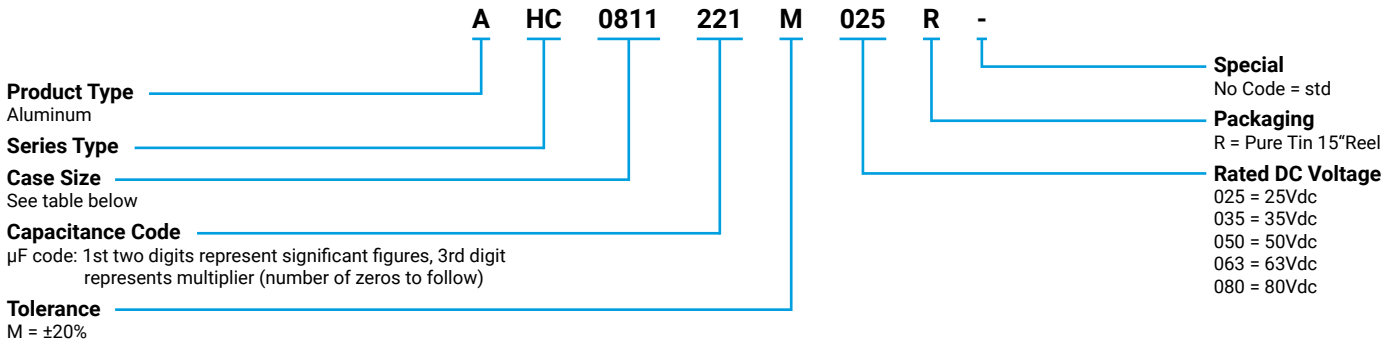 A HC 0811 221 M 025 R -
Product Type
Aluminum
Series Type
Case Size
See table below
Capacitance Code
µF code: 1st two digits represent significant figures, 3rd digit
represents multiplier (number of zeros to follow)
Tolerance
M = ±20%
Special
No Code = std
Packaging
R = Pure Tin 15“Reel
Rated DC Voltage
025 = 25Vdc
035 = 35Vdc
050 = 50Vdc
063 = 63Vdc
080 = 80Vdc